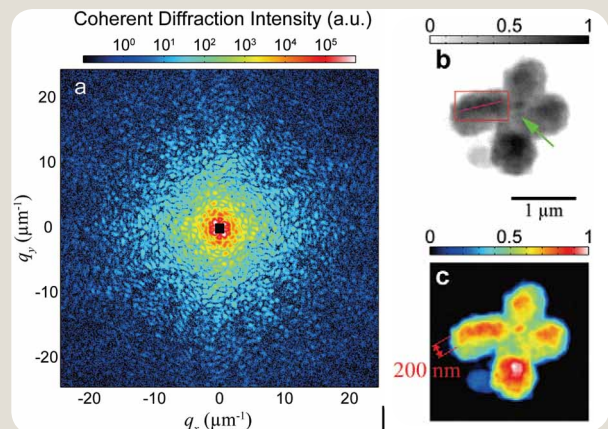 Coherent Diffraction Intensity (a.u.)
10⁰ 10¹ 10² 10³ 10⁴ 10⁵
a
20
10
0
-10
-20
qy (μm⁻¹)
-20 -10 0 10 20
qx (μm⁻¹)
0 0.5 1
b
1 μm
0 0.5 1
c
200 nm